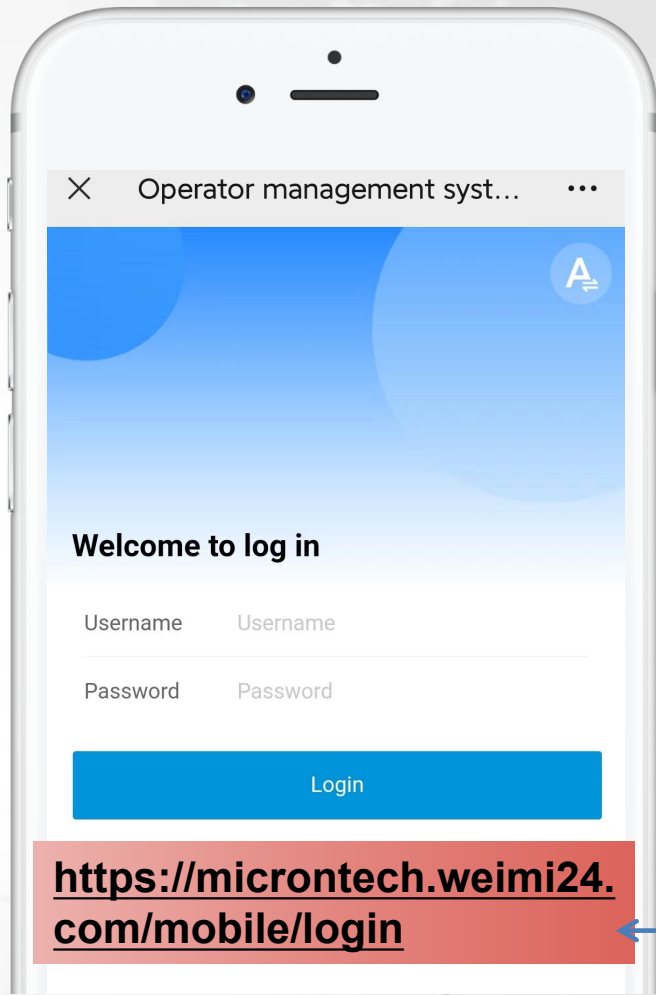 Operator management syst...
A
Welcome to log in
Username Username
Password Password
Login
https://microntech.weimi24.
com/mobile/login